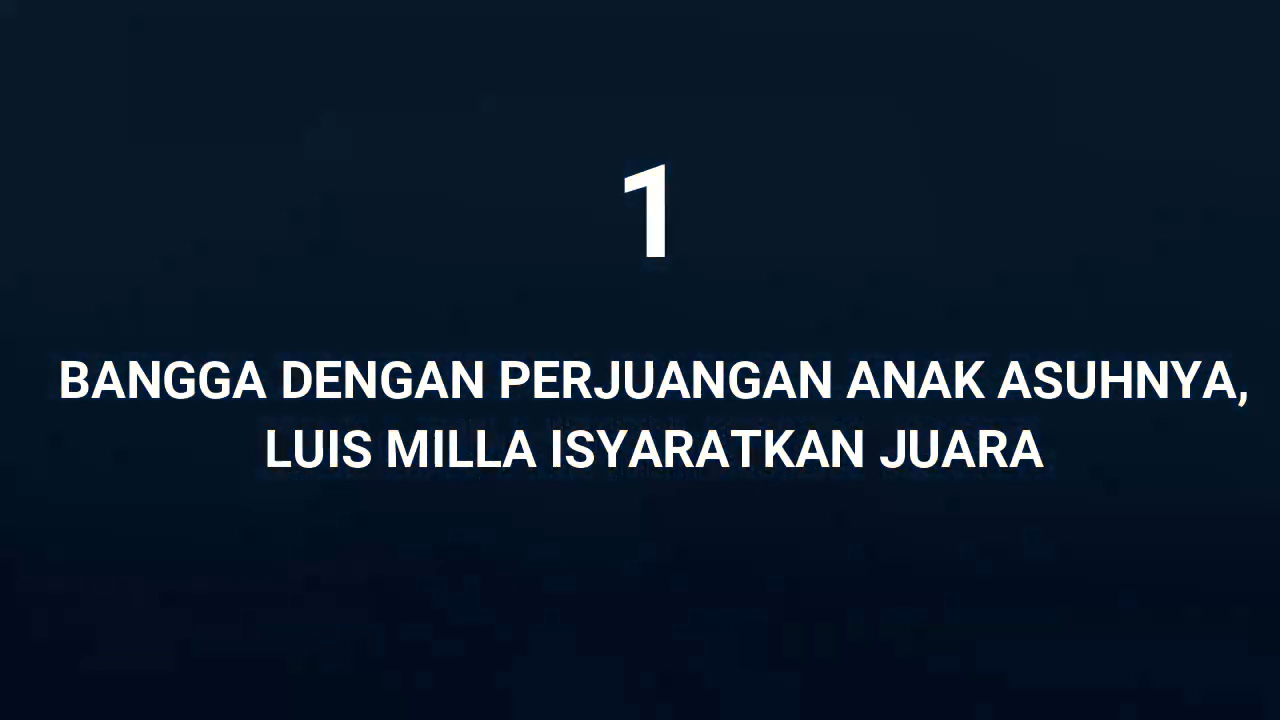 1
BANGGA DENGAN PERJUANGAN ANAK ASUHNYA,
LUIS MILLA ISYARATKAN JUARA